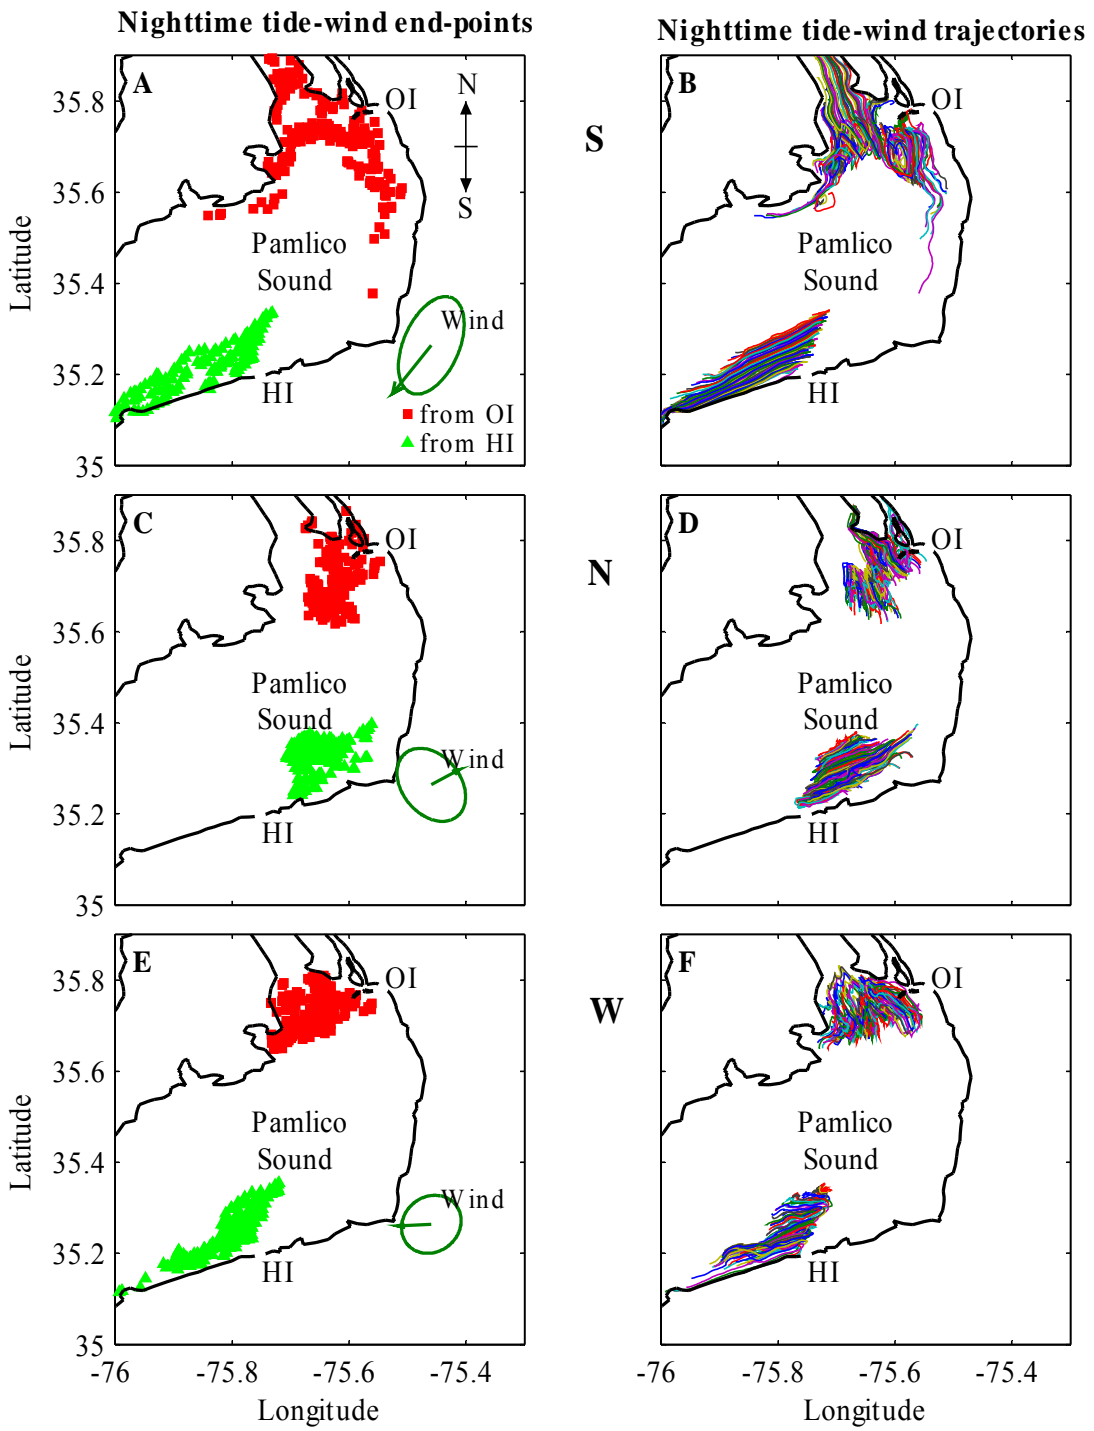 Nighttime tide-wind end-points
Nighttime tide-wind trajectories
A
OI
N
S
35.8
35.6
35.4
35.2
35
Latitude
Pamlico
Sound
Wind
HI
from OI
from HI
B
OI
Pamlico
Sound
HI
S
C
OI
35.8
35.6
35.4
35.2
35
Latitude
Pamlico
Sound
Wind
HI
D
OI
Pamlico
Sound
HI
N
E
OI
35.8
35.6
35.4
35.2
35
Latitude
Pamlico
Sound
Wind
HI
-76
-75.8
-75.6
-75.4
Longitude
W
F
OI
Pamlico
Sound
HI
-76
-75.8
-75.6
-75.4
Longitude